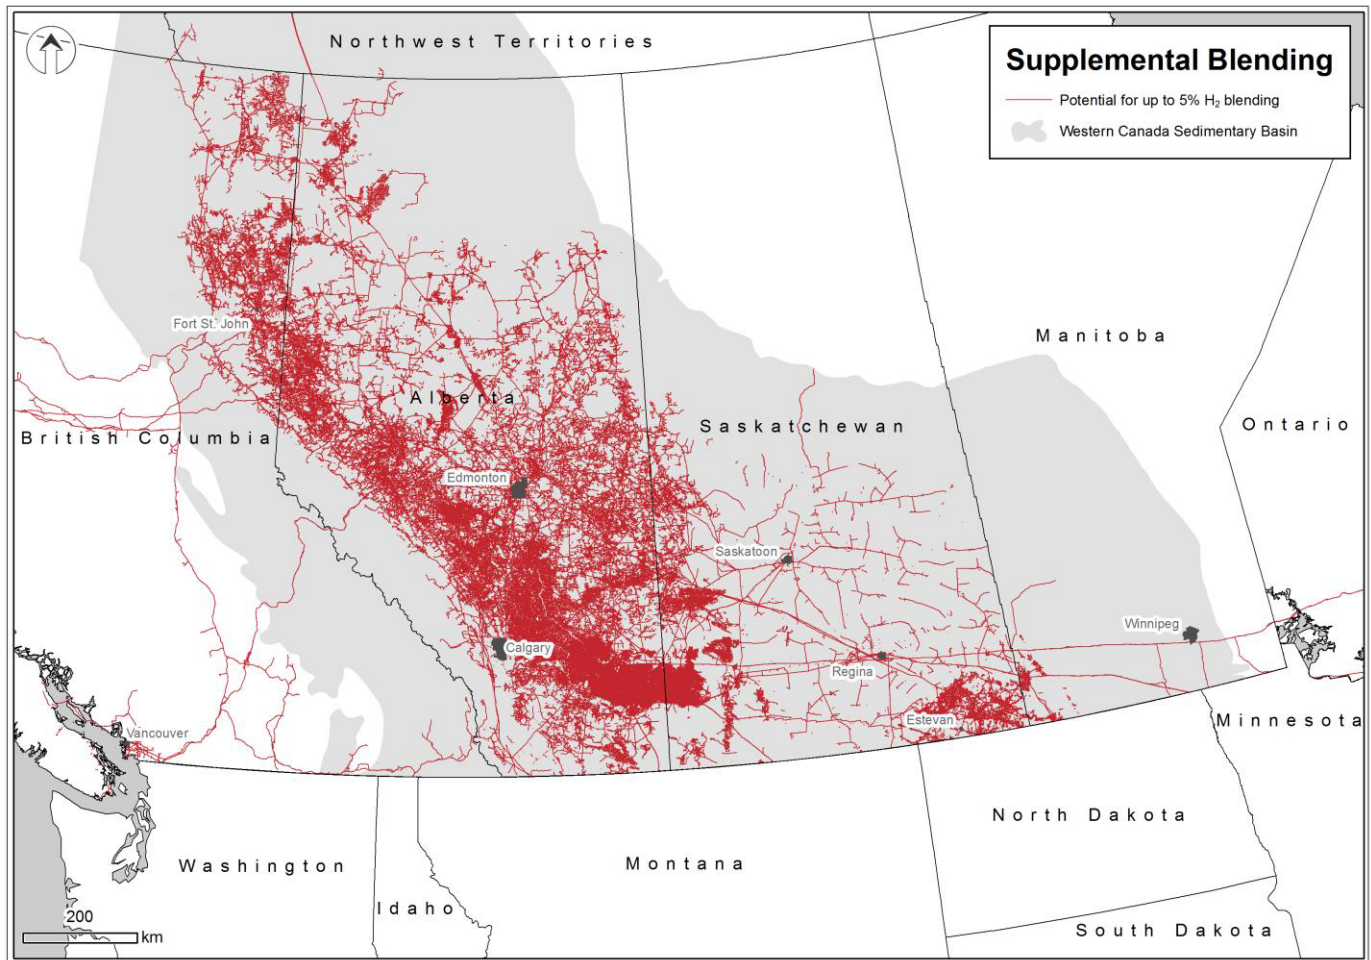 Northwest Territories
Supplemental Blending
Potential for up to 5% H₂ blending
Western Canada Sedimentary Basin
Fort St. John
Manitoba
Alberta
British Columbia
Saskatchewan
Ontario
Edmonton
Saskatoon
Winnipeg
Calgary
Regina
Estevan
Minnesota
Vancouver
North Dakota
Washington
Montana
Idaho
200
km
South Dakota